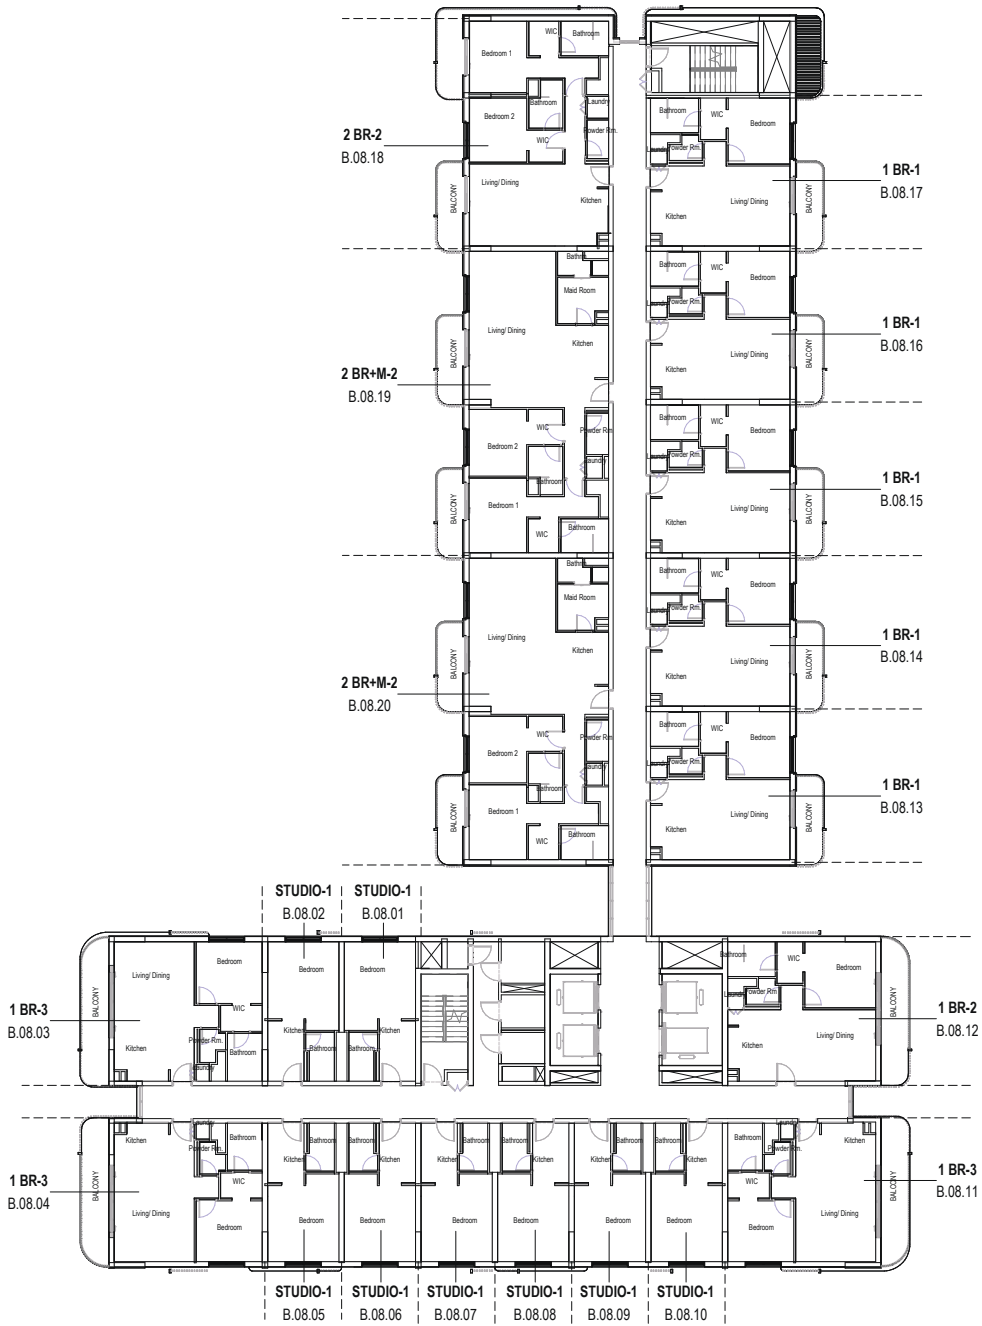 Bedroom 1
WIC
Bathroom
Bathroom
Laundry
Bedroom 2
Powder Rm.
WIC
2 BR-2
B.08.18
Living/ Dining
Kitchen
BALCONY
Bathroom
WIC
Bedroom
Laundry
Powder Rm.
1 BR-1
B.08.17
Living/ Dining
Kitchen
BALCONY
Maid Room
Living/ Dining
Kitchen
BALCONY
2 BR+M-2
B.08.19
WIC
Powder Rm
Bedroom 2
Laundry
Bathroom
Bedroom 1
WIC
Bathroom
BALCONY
Bathroom
WIC
Bedroom
Laundry
Powder Rm.
1 BR-1
B.08.16
Living/ Dining
Kitchen
BALCONY
Bathroom
WIC
Bedroom
Laundry
Powder Rm.
1 BR-1
B.08.15
Living/ Dining
Kitchen
BALCONY
Maid Room
Living/ Dining
Kitchen
BALCONY
2 BR+M-2
B.08.20
WIC
Powder Rm
Bedroom 2
Laundry
Bathroom
Bedroom 1
WIC
Bathroom
BALCONY
Bathroom
WIC
Bedroom
Laundry
Powder Rm.
1 BR-1
B.08.14
Living/ Dining
Kitchen
BALCONY
Bathroom
WIC
Bedroom
Laundry
Powder Rm.
1 BR-1
B.08.13
Living/ Dining
Kitchen
BALCONY
STUDIO-1
B.08.02
STUDIO-1
B.08.01
Living/ Dining
Bedroom
WIC
Kitchen
Powder Rm.
Bathroom
Laundry
BALCONY
1 BR-3
B.08.03
Bedroom
Kitchen
Bathroom
Bedroom
Kitchen
Bathroom
Bathroom
WIC
Bedroom
Laundry
Powder Rm
Living/ Dining
Kitchen
BALCONY
1 BR-2
B.08.12
Kitchen
Laundry
Bathroom
Powder Rm.
WIC
Living/ Dining
Bedroom
BALCONY
1 BR-3
B.08.04
Kitchen
Bathroom
Bedroom
Bathroom
Kitchen
Bedroom
Kitchen
Bathroom
Bedroom
Bathroom
Kitchen
Bedroom
Kitchen
Bathroom
Bedroom
Bathroom
Kitchen
Bedroom
Bathroom
Laundry
Kitchen
Powder Rm.
WIC
Bedroom
Living/ Dining
BALCONY
1 BR-3
B.08.11
STUDIO-1
B.08.05
STUDIO-1
B.08.06
STUDIO-1
B.08.07
STUDIO-1
B.08.08
STUDIO-1
B.08.09
STUDIO-1
B.08.10